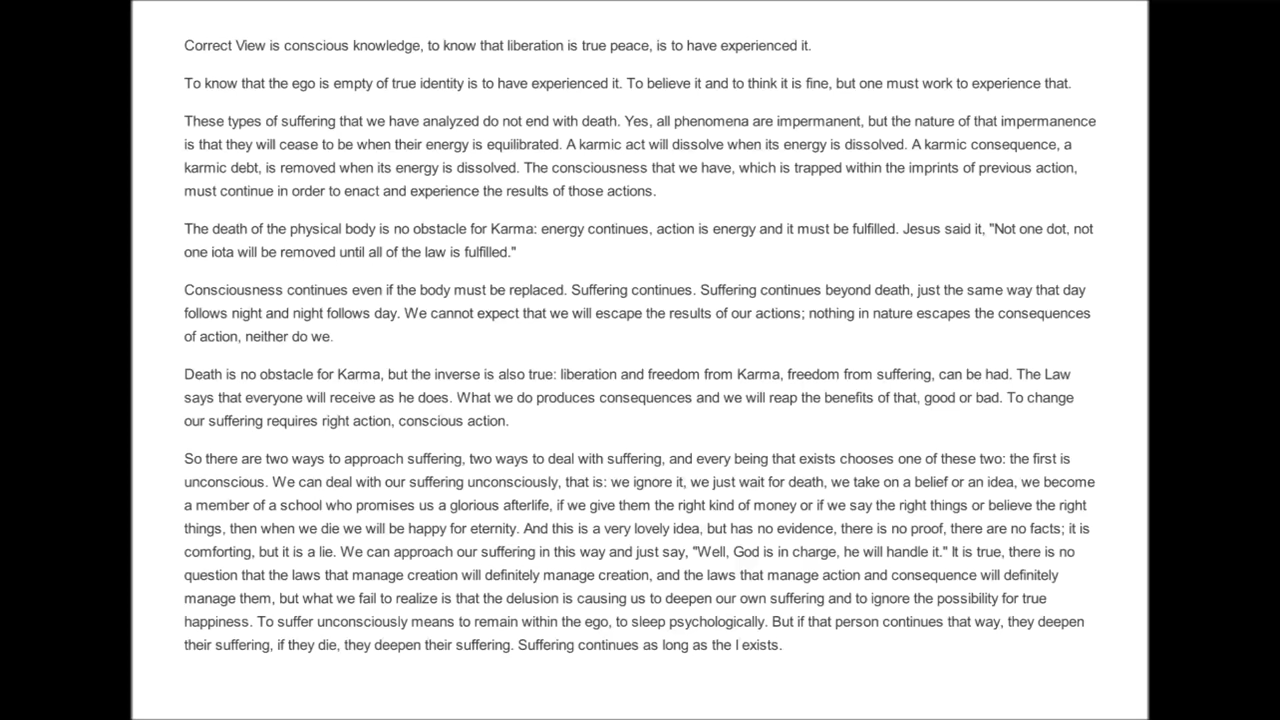 Correct View is conscious knowledge, to know that liberation is true peace, is to have experienced it.
To know that the ego is empty of true identity is to have experienced it. To believe it and to think it is fine, but one must work to experience that.
These types of suffering that we have analyzed do not end with death. Yes, all phenomena are impermanent, but the nature of that impermanence
is that they will cease to be when their energy is equilibrated. A karmic act will dissolve when its energy is dissolved. A karmic consequence, a
karmic debt, is removed when its energy is dissolved. The consciousness that we have, which is trapped within the imprints of previous action,
must continue in order to enact and experience the results of those actions.
The death of the physical body is no obstacle for Karma: energy continues, action is energy and it must be fulfilled. Jesus said it, "Not one dot, not
one iota will be removed until all of the law is fulfilled."
Consciousness continues even if the body must be replaced. Suffering continues. Suffering continues beyond death, just the same way that day
follows night and night follows day. We cannot expect that we will escape the results of our actions; nothing in nature escapes the consequences
of action, neither do we.
Death is no obstacle for Karma, but the inverse is also true: liberation and freedom from Karma, freedom from suffering, can be had. The Law
says that everyone will receive as he does. What we do produces consequences and we will reap the benefits of that, good or bad. To change
our suffering requires right action, conscious action.
So there are two ways to approach suffering, two ways to deal with suffering, and every being that exists chooses one of these two: the first is
unconscious. We can deal with our suffering unconsciously, that is: we ignore it, we just wait for death, we take on a belief or an idea, we become
a member of a school who promises us a glorious afterlife, if we give them the right kind of money or if we say the right things or believe the right
things, then when we die we will be happy for eternity. And this is a very lovely idea, but has no evidence, there is no proof, there are no facts; it is
comforting, but it is a lie. We can approach our suffering in this way and just say, "Well, God is in charge, he will handle it." It is true, there is no
question that the laws that manage creation will definitely manage creation, and the laws that manage action and consequence will definitely
manage them, but what we fail to realize is that the delusion is causing us to deepen our own suffering and to ignore the possibility for true
happiness. To suffer unconsciously means to remain within the ego, to sleep psychologically. But if that person continues that way, they deepen
their suffering, if they die, they deepen their suffering. Suffering continues as long as the I exists.